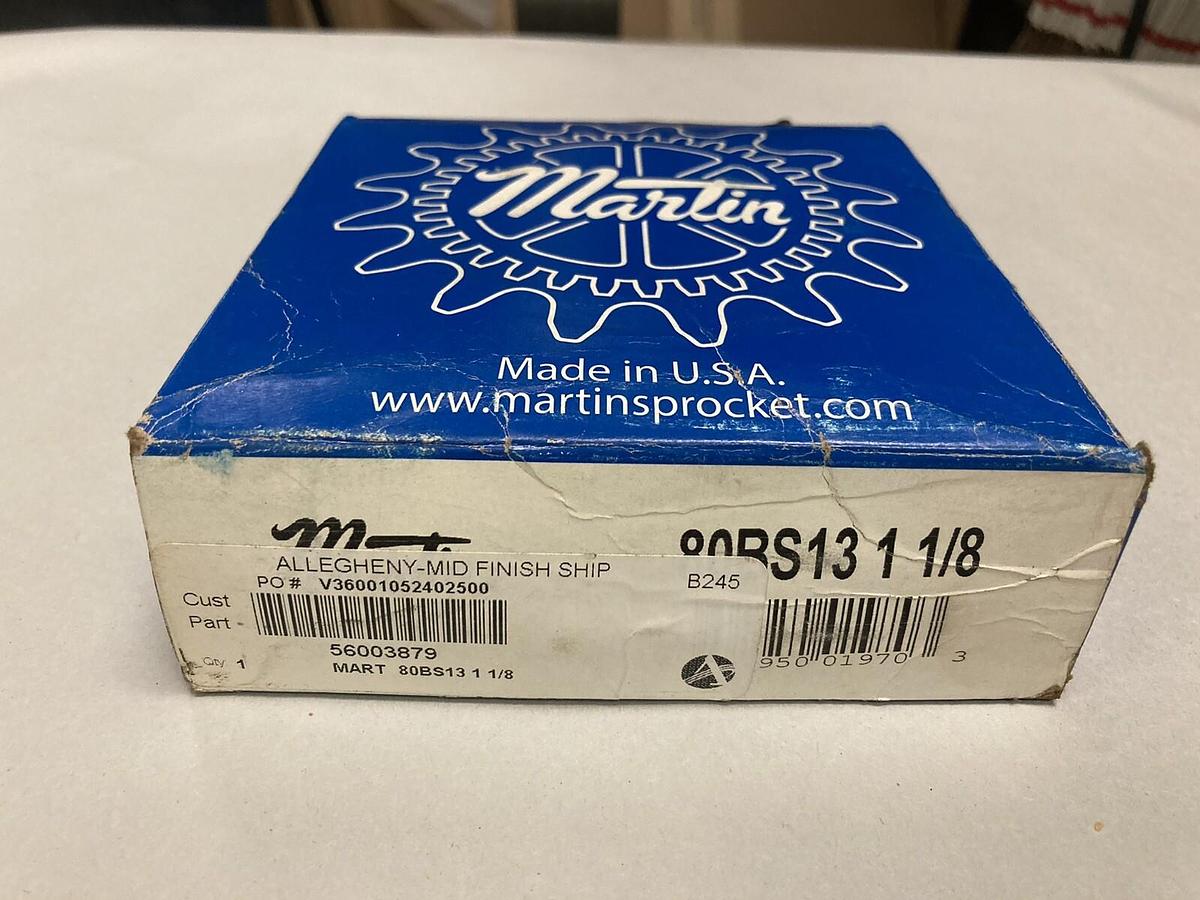 Martin
Made in U.S.A.
www.martinsprocket.com
80BS13 1 1/8
ALLEGHENY-MID FINISH SHIP
B245
PO # V36001052402500
Cust
Part
56003879
Qty 1
MART 80BS13 1 1/8
950 01970 3